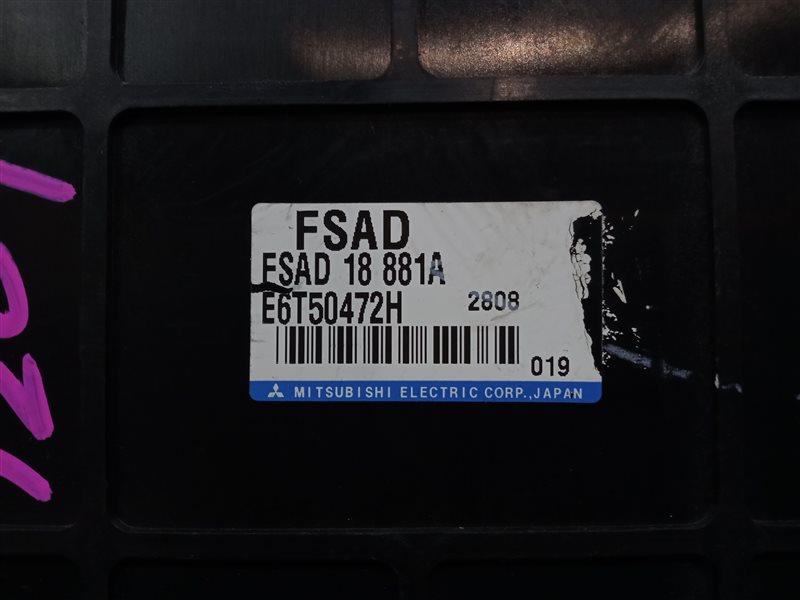 FSAD
FSAD 18 881A
E6T50472H 2808
019
MITSUBISHI ELECTRIC CORP.,JAPAN